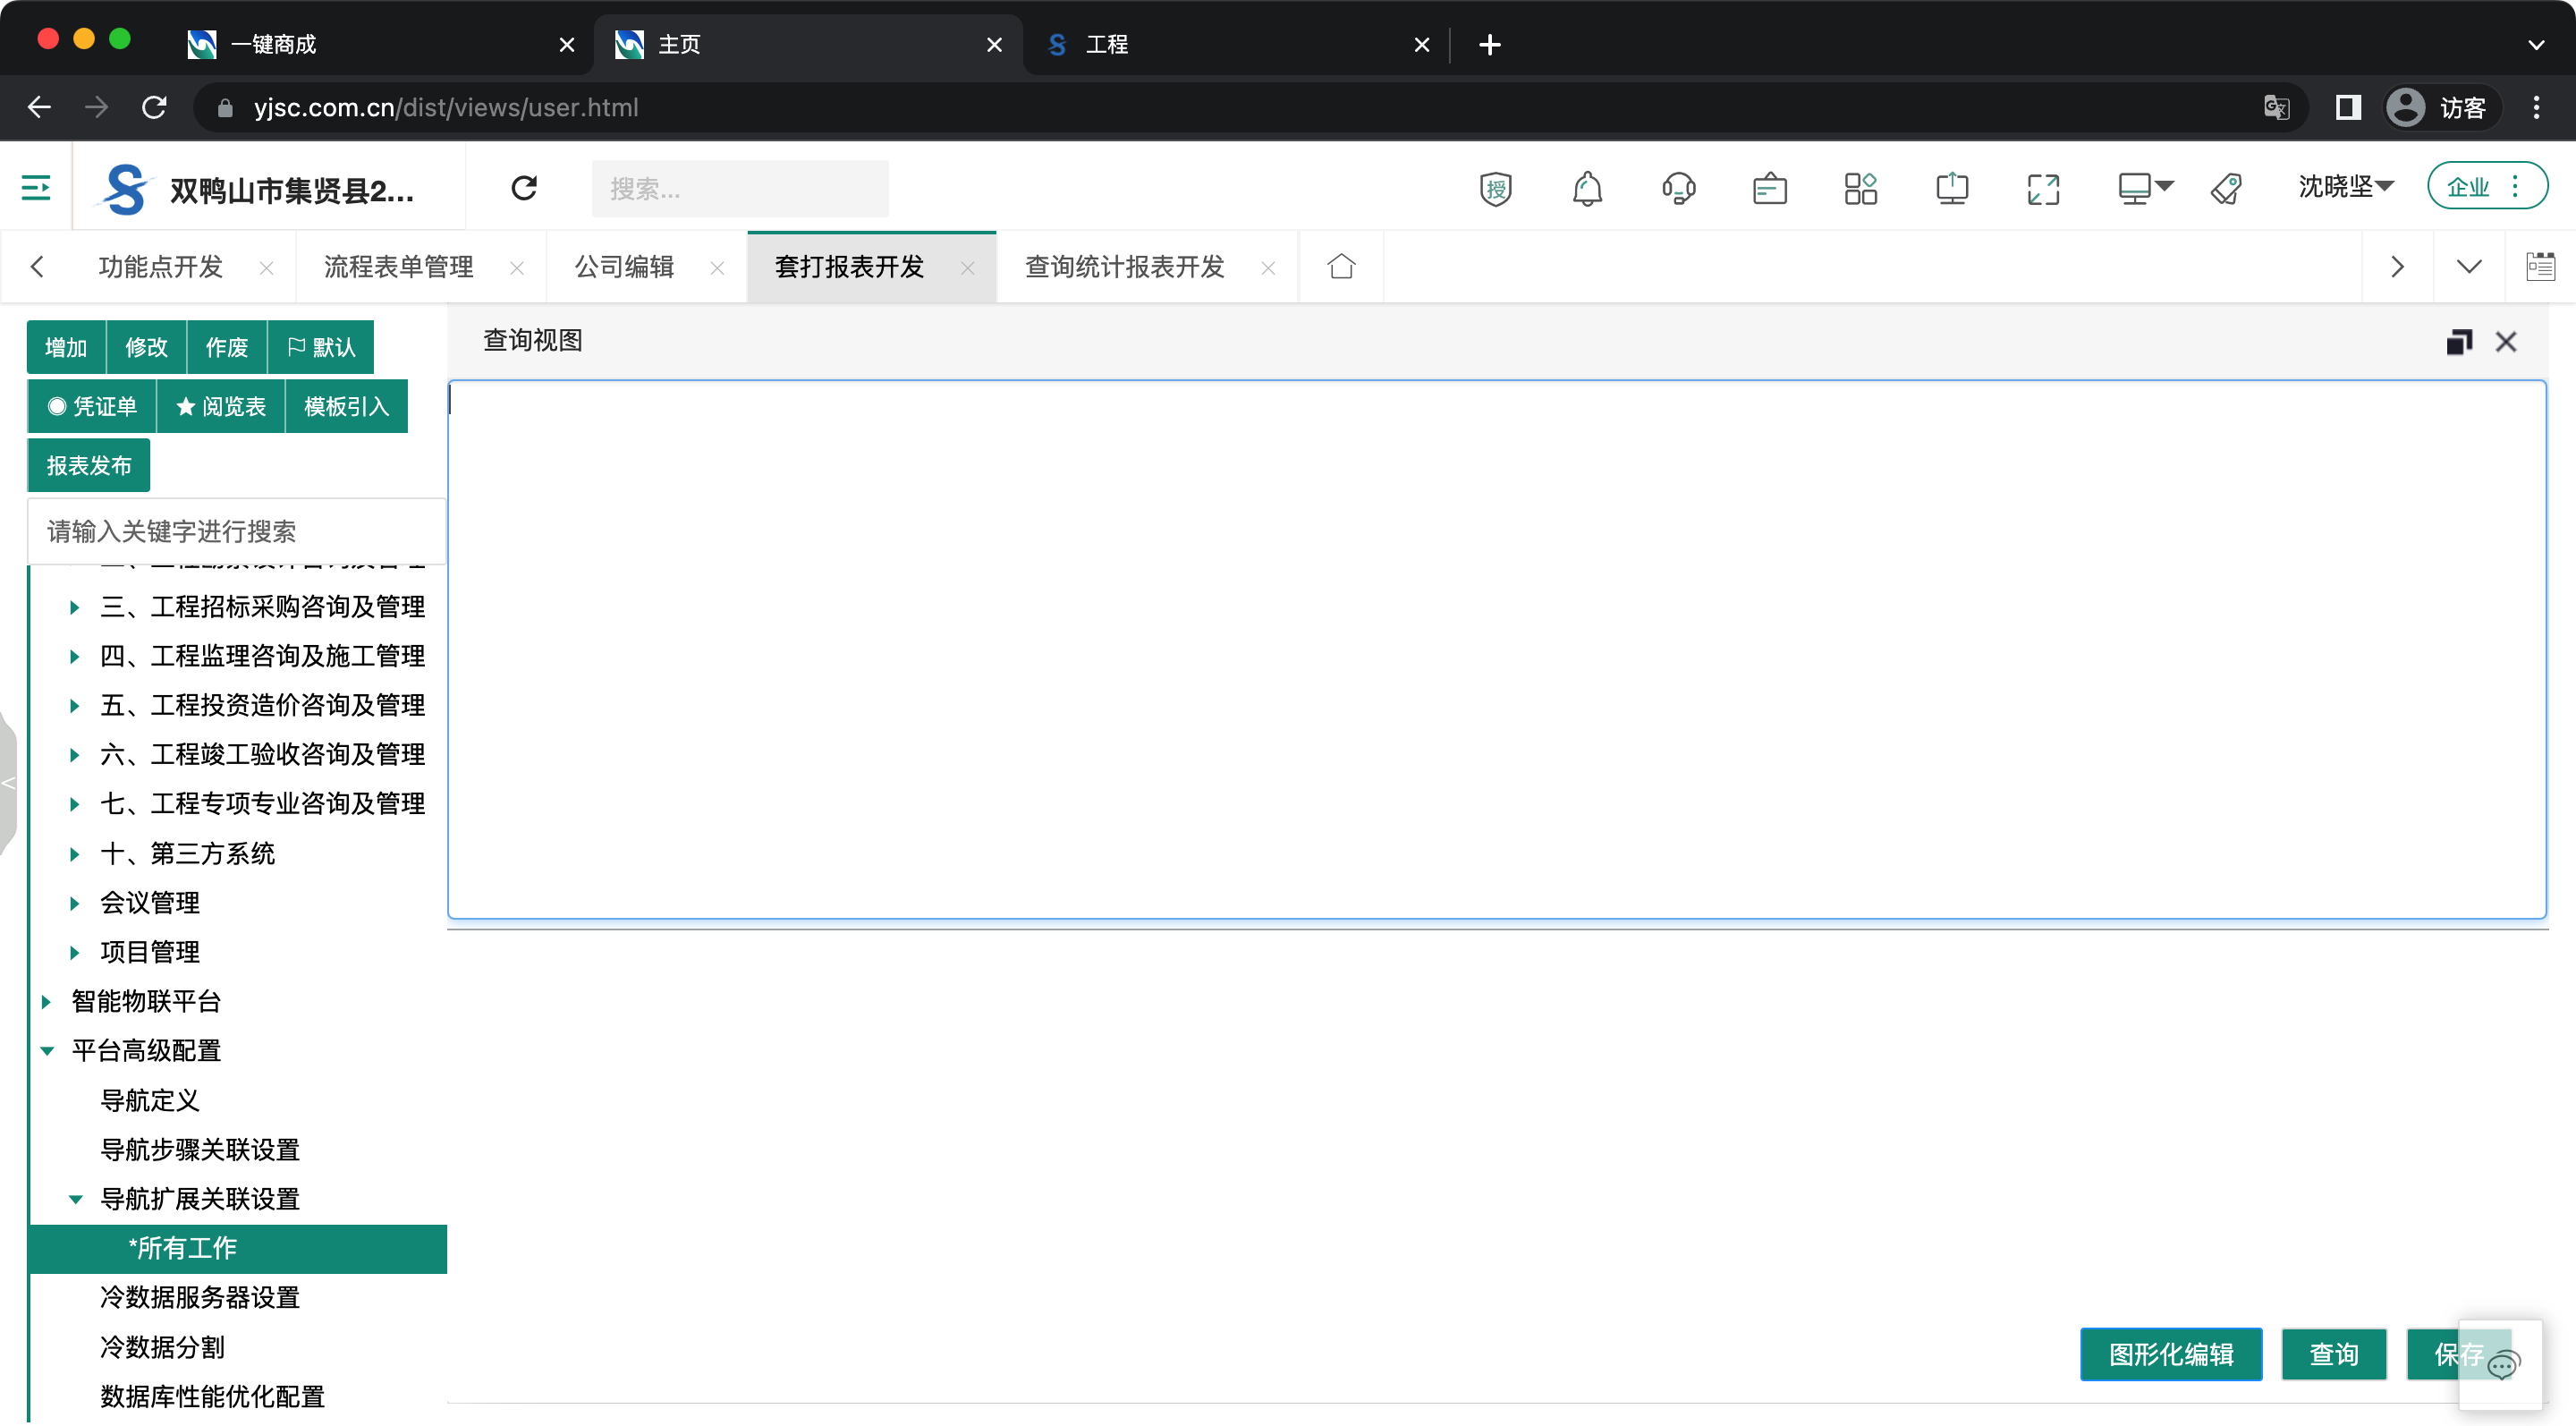 一键商成
主页
工程
yjsc.com.cn/dist/views/user.html
访客
双鸭山市集贤县2...
搜索...
授
沈晓坚
企业
功能点开发
流程表单管理
公司编辑
套打报表开发
查询统计报表开发
增加
修改
作废
默认
凭证单
阅览表
模板引入
报表发布
请输入关键字进行搜索
三、工程招标采购咨询及管理
四、工程监理咨询及施工管理
五、工程投资造价咨询及管理
六、工程竣工验收咨询及管理
七、工程专项专业咨询及管理
十、第三方系统
会议管理
项目管理
智能物联平台
平台高级配置
导航定义
导航步骤关联设置
导航扩展关联设置
*所有工作
冷数据服务器设置
冷数据分割
数据库性能优化配置
查询视图
图形化编辑
查询
保存